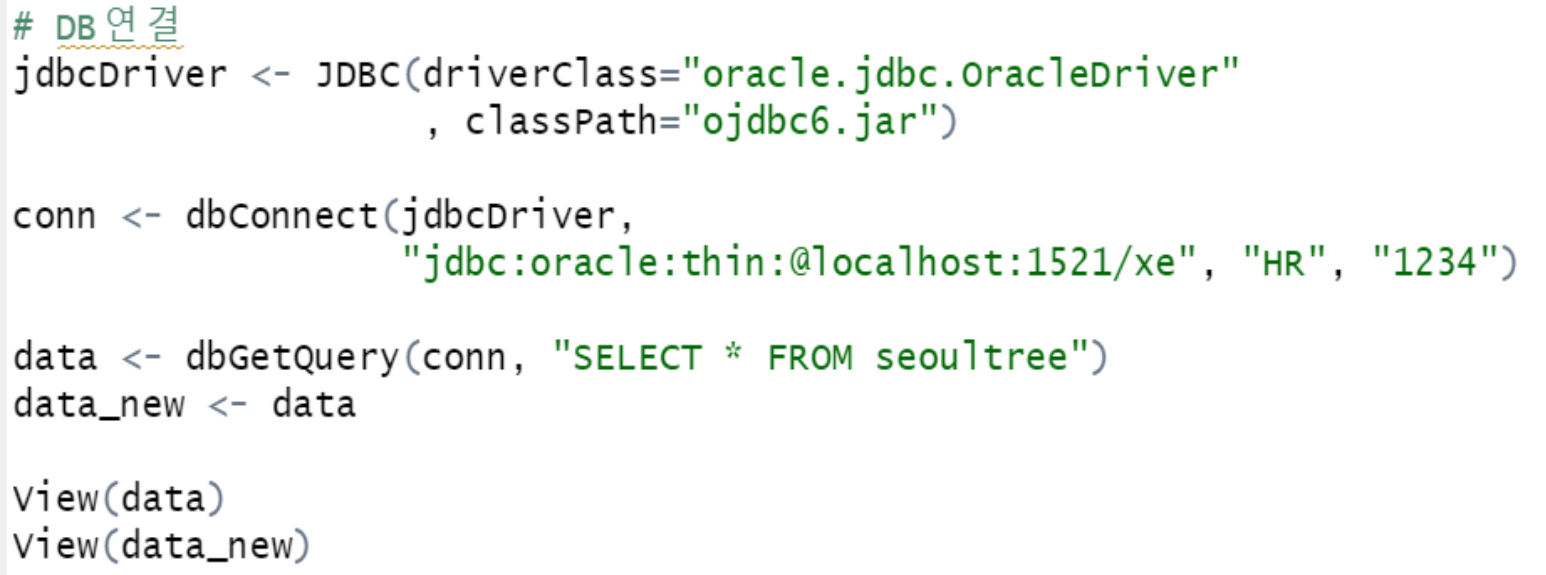 # DB연결
jdbcDriver <- JDBC(driverClass="oracle.jdbc.OracleDriver"
, classPath="ojdbc6.jar")
conn <- dbConnect(jdbcDriver,
"jdbc:oracle:thin:@localhost:1521/xe", "HR", "1234")
data <- dbGetQuery(conn, "SELECT * FROM seoultree")
data_new <- data
View(data)
View(data_new)